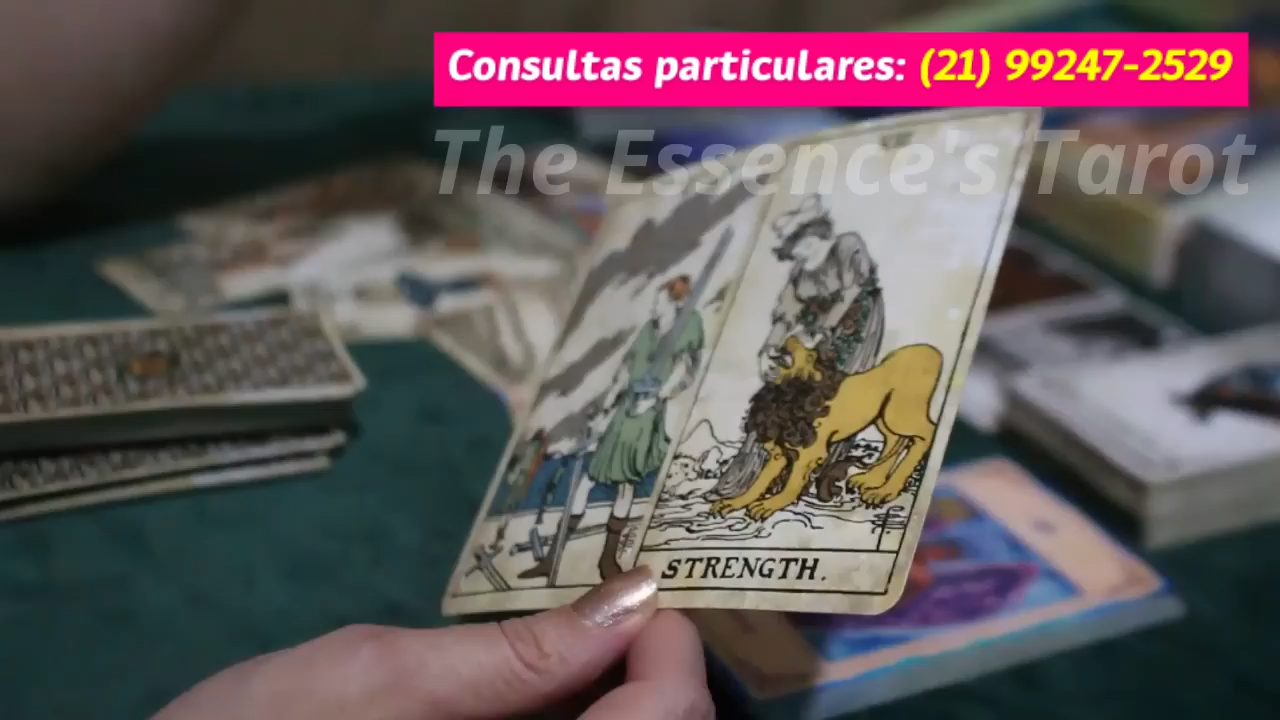 Consultas particulares: (21) 99247-2529
The Essence's Tarot
STRENGTH.